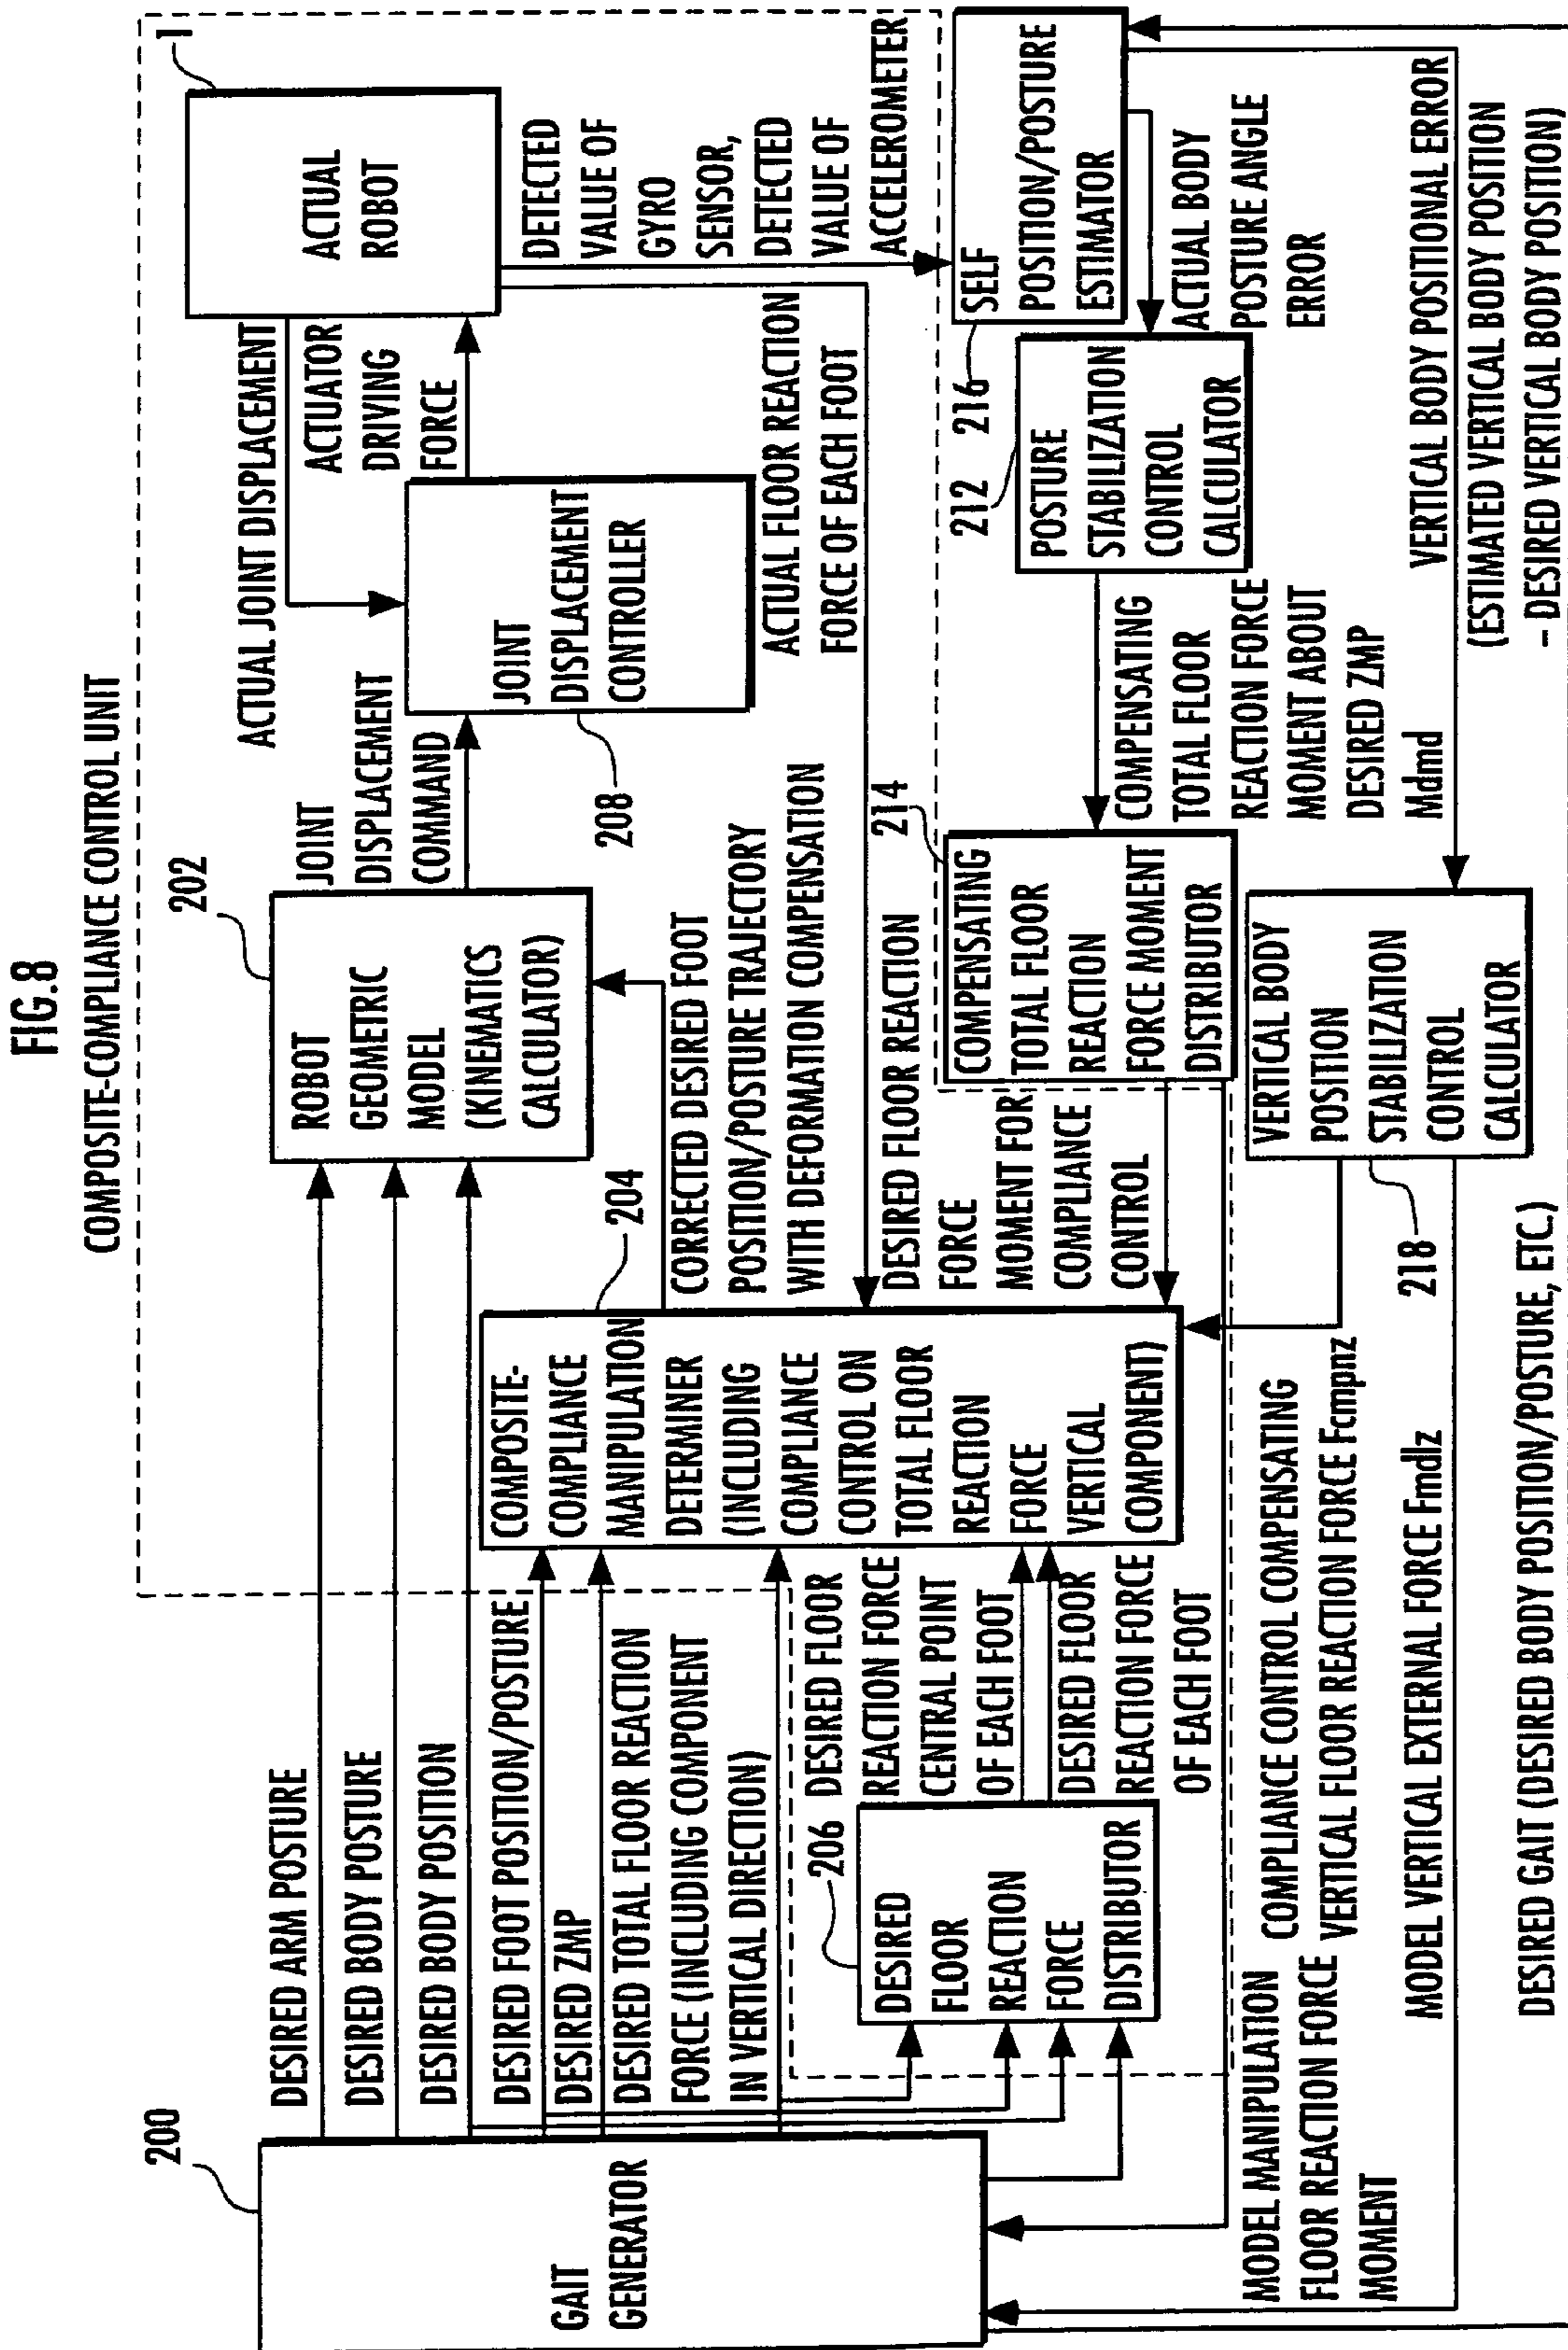 FIG.8
COMPOSITE-COMPLIANCE CONTROL UNIT
200
GAIT
GENERATOR
DESIRED ARM POSTURE
DESIRED BODY POSTURE
DESIRED BODY POSITION
DESIRED FOOT POSITION/POSTURE
DESIRED ZMP
DESIRED TOTAL FLOOR REACTION
FORCE (INCLUDING COMPONENT
IN VERTICAL DIRECTION)
206
DESIRED
FLOOR
REACTION
FORCE
DISTRIBUTOR
DESIRED FLOOR
REACTION FORCE
CENTRAL POINT
OF EACH FOOT
DESIRED FLOOR
REACTION FORCE
OF EACH FOOT
204
COMPOSITE-
COMPLIANCE
MANIPULATION
DETERMINER
(INCLUDING
COMPLIANCE
CONTROL ON
TOTAL FLOOR
REACTION
FORCE
VERTICAL
COMPONENT)
202
ROBOT
GEOMETRIC
MODEL
(KINEMATICS
CALCULATOR)
CORRECTED DESIRED FOOT
POSITION/POSTURE TRAJECTORY
WITH DEFORMATION COMPENSATION
JOINT
DISPLACEMENT
COMMAND
208
JOINT
DISPLACEMENT
CONTROLLER
ACTUAL JOINT DISPLACEMENT
ACTUATOR
DRIVING
FORCE
1
ACTUAL
ROBOT
DETECTED
VALUE OF
GYRO
SENSOR,
DETECTED
VALUE OF
ACCELEROMETER
ACTUAL FLOOR REACTION
FORCE OF EACH FOOT
DESIRED FLOOR REACTION
FORCE
MOMENT FOR
COMPLIANCE
CONTROL
214
COMPENSATING
TOTAL FLOOR
REACTION
FORCE MOMENT
DISTRIBUTOR
COMPENSATING
TOTAL FLOOR
REACTION FORCE
MOMENT ABOUT
DESIRED ZMP
Mdmd
212
POSTURE
STABILIZATION
CONTROL
CALCULATOR
216
SELF
POSITION/POSTURE
ESTIMATOR
ACTUAL BODY
POSTURE ANGLE
ERROR
VERTICAL BODY POSITIONAL ERROR
(ESTIMATED VERTICAL BODY POSITION
- DESIRED VERTICAL BODY POSITION)
218
VERTICAL BODY
POSITION
STABILIZATION
CONTROL
CALCULATOR
COMPLIANCE CONTROL COMPENSATING
VERTICAL FLOOR REACTION FORCE Fcmpnz
MODEL MANIPULATION
FLOOR REACTION FORCE
MOMENT
MODEL VERTICAL EXTERNAL FORCE Fmdlz
DESIRED GAIT (DESIRED BODY POSITION/POSTURE, ETC.)